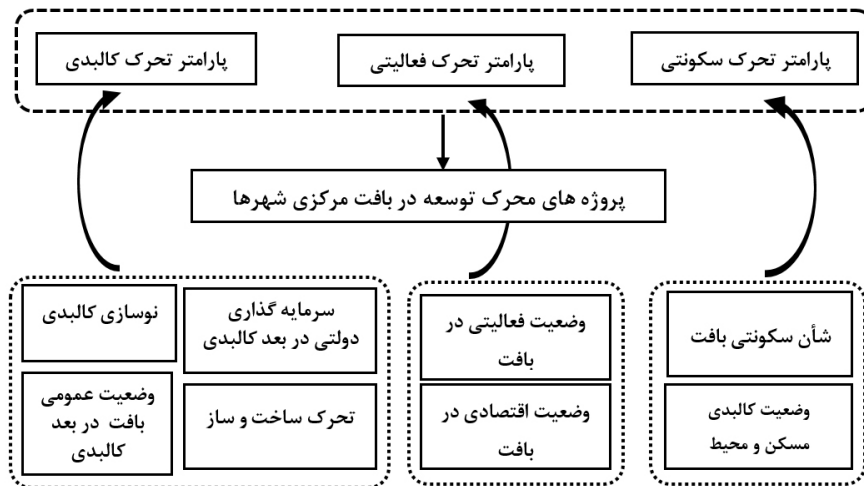 پارامتر تحرک سکونتی
پارامتر تحرک فعالیتی
پارامتر تحرک کالبدی
پروژه های محرک توسعه در بافت مرکزی شهرها
شأن سکونتی بافت
وضعیت کالبدی
مسکن و محیط
وضعیت فعالیتی در
بافت
وضعیت اقتصادی در
بافت
سرمایه گذاری
دولتی در بعد کالبدی
نوسازی کالبدی
تحرک ساخت و ساز
وضعیت عمومی
بافت در بعد
کالبدی